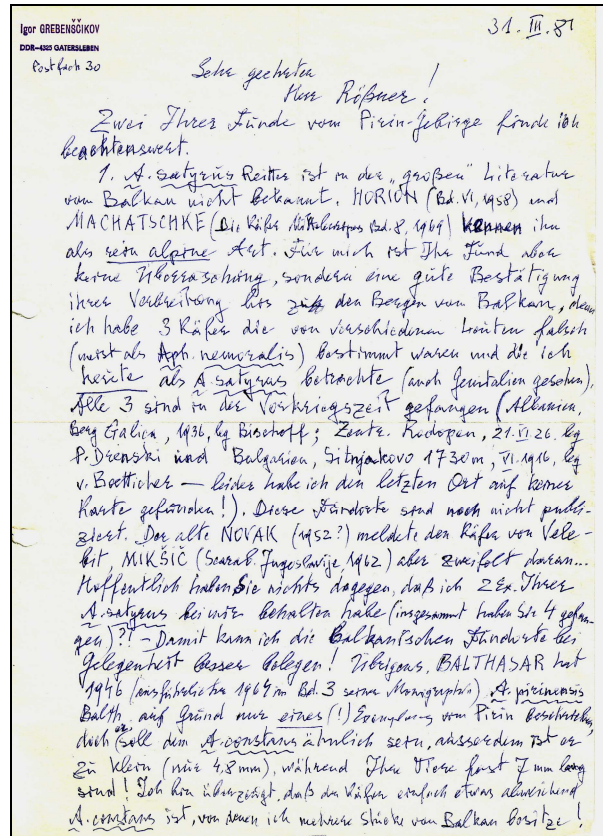 Igor GREBENŠČIKOV
DDR-4325 GATERSLEBEN
Postfach 30
31. III. 81
Sehr geehrter
Herr Rößner!
Zwei Ihrer Funde vom Pirin-Gebirge finde ich
beachtenswert.
1. A. satyrus Reitter ist in der „großen" Literatur
vom Balkan nicht bekannt. HORION (Bd. VI, 1958) und
MACHATSCHKE (Die Käfer Mitteleuropas Bd. 8, 1969) kennen ihn
als rein alpine Art. Für mich ist Ihr Fund aber
keine Überraschung, sondern eine gute Bestätigung
ihrer Verbreitung bis zu den Bergen vom Balkan, denn
ich habe 3 Käfer die von verschiedenen Leuten falsch
(meist als Aph. nemoralis) bestimmt waren und die ich
heute als A. satyrus betrachte (auch Genitalien gesehen).
Alle 3 sind in der Vorkriegszeit gefangen (Albanien,
Berg Galica, 1936, leg Bischoff; Zentr. Rodopen, 21.VI.26. leg
P. Drenski und Bulgarien, Sitnjakovo 1730m, VI.1916, leg
v. Boetticher — leider habe ich den letzten Ort auf keiner
Karte gefunden!). Diese Fundorte sind noch nicht publi-
ziert. Der alte NOVAK (1952?) meldete den Käfer von Vele-
bit, MIKŠIĆ (Scarab. Jugoslavije, 1962) aber zweifelt daran...
Hoffentlich haben Sie nichts dagegen, daß ich 2 Ex. Ihrer
A. satyrus bei mir behalten habe (insgesamt haben Sie 4 gefan-
gen)?! – Damit kann ich die Balkanischen Fundorte bei
Gelegenheit besser belegen! Übrigens, BALTHASAR hat
1946 (ausführlicher 1964 im Bd. 3 seiner Monographie) A. pirinensis
Balth. auf Grund nur eines (!) Exemplares vom Pirin beschrieben,
doch er soll dem A. constans ähnlich sein, ausserdem ist er
zu klein (nur 4,8 mm), während Ihre Tiere fast 7 mm lang
sind! Ich bin überzeugt, daß der Käfer einfach etwas abweichend
A. constans ist, von denen ich mehrere Stücke vom Balkan besitze!